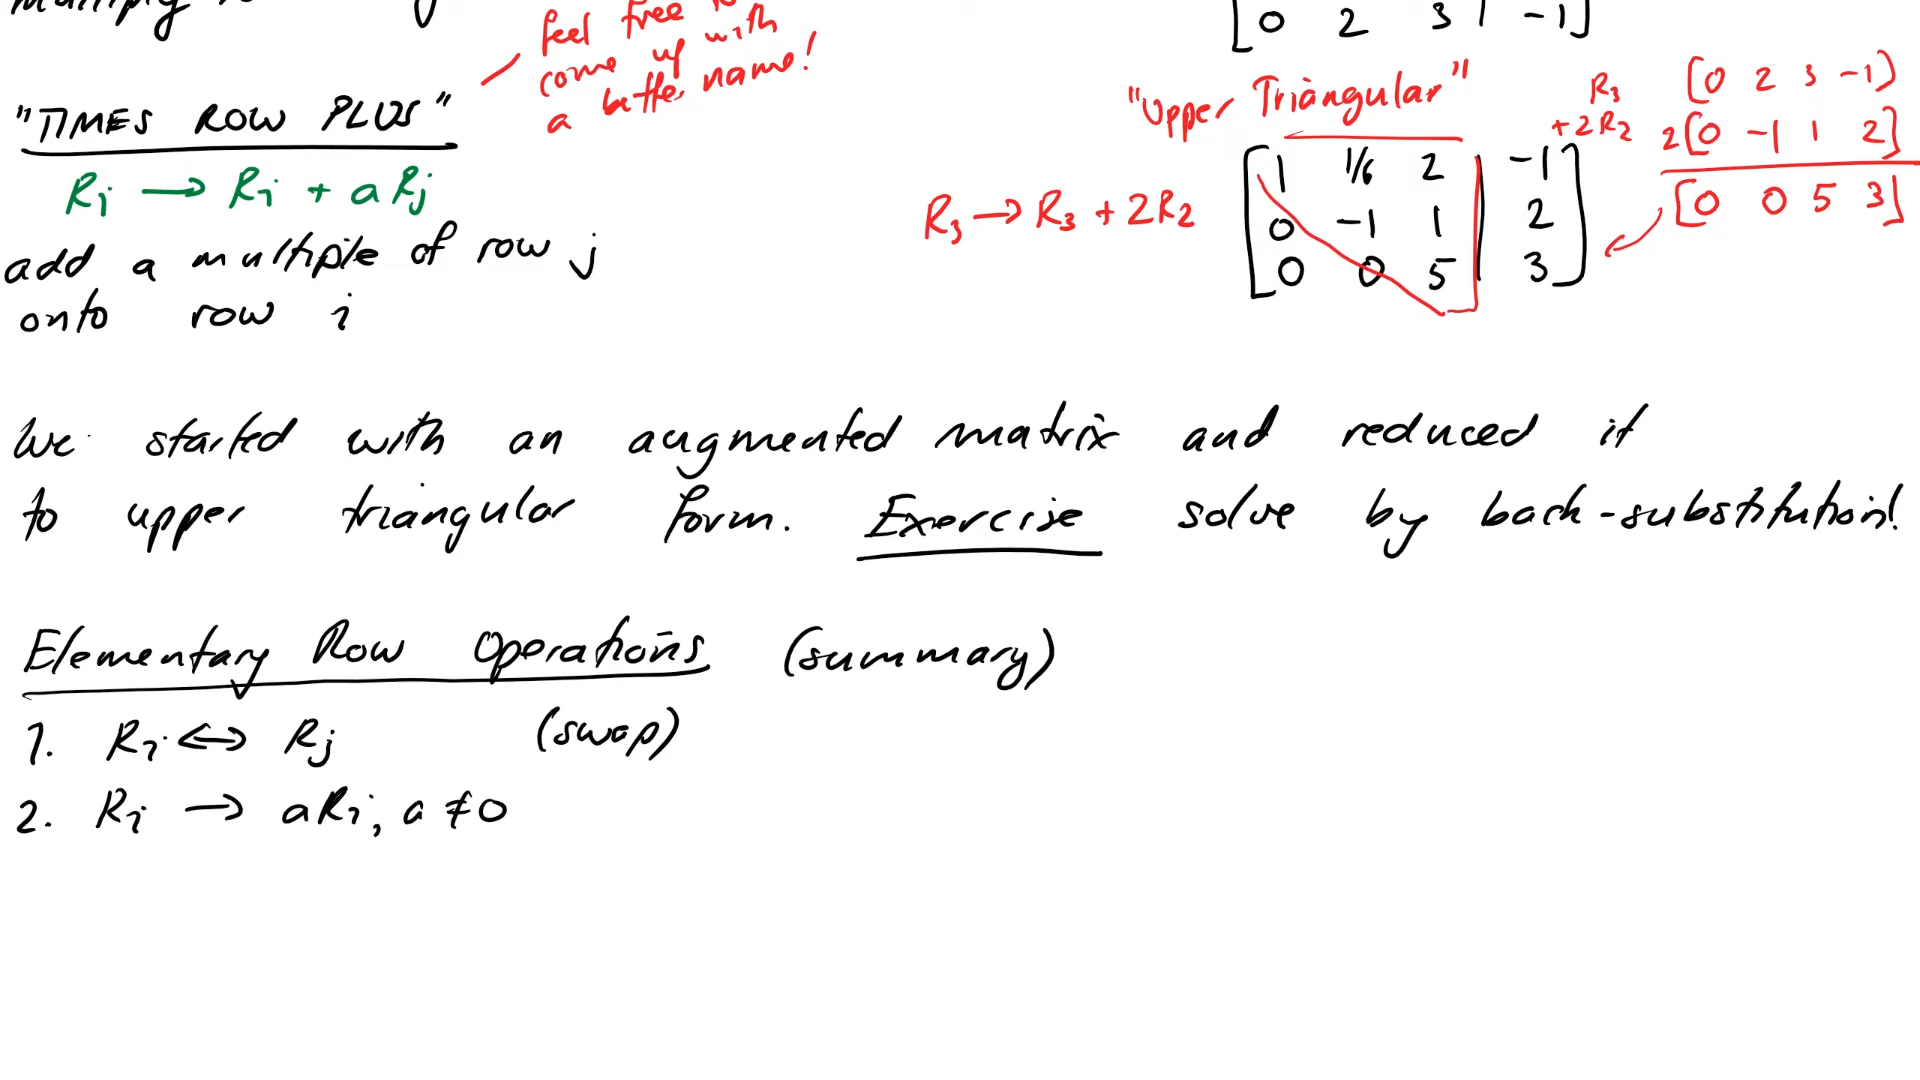 feel free
come up with
a better name!
"TIMES ROW PLUS"
Ri → Ri + a Rj
add a multiple of row j
onto row i
[0 2 3 | -1]
"Upper Triangular"
R3 → R3 + 2R2
[1 1/6 2 | -1]
[0 -1 1 | 2]
[0 0 5 | 3]
R3 [0 2 3 -1]
+2R2 2[0 -1 1 2]
[0 0 5 3]
We started with an augmented matrix and reduced it
to upper triangular form. Exercise solve by back-substitution!
Elementary Row Operations (summary)
1. Ri ↔ Rj (swap)
2. Ri → aRi, a ≠ 0